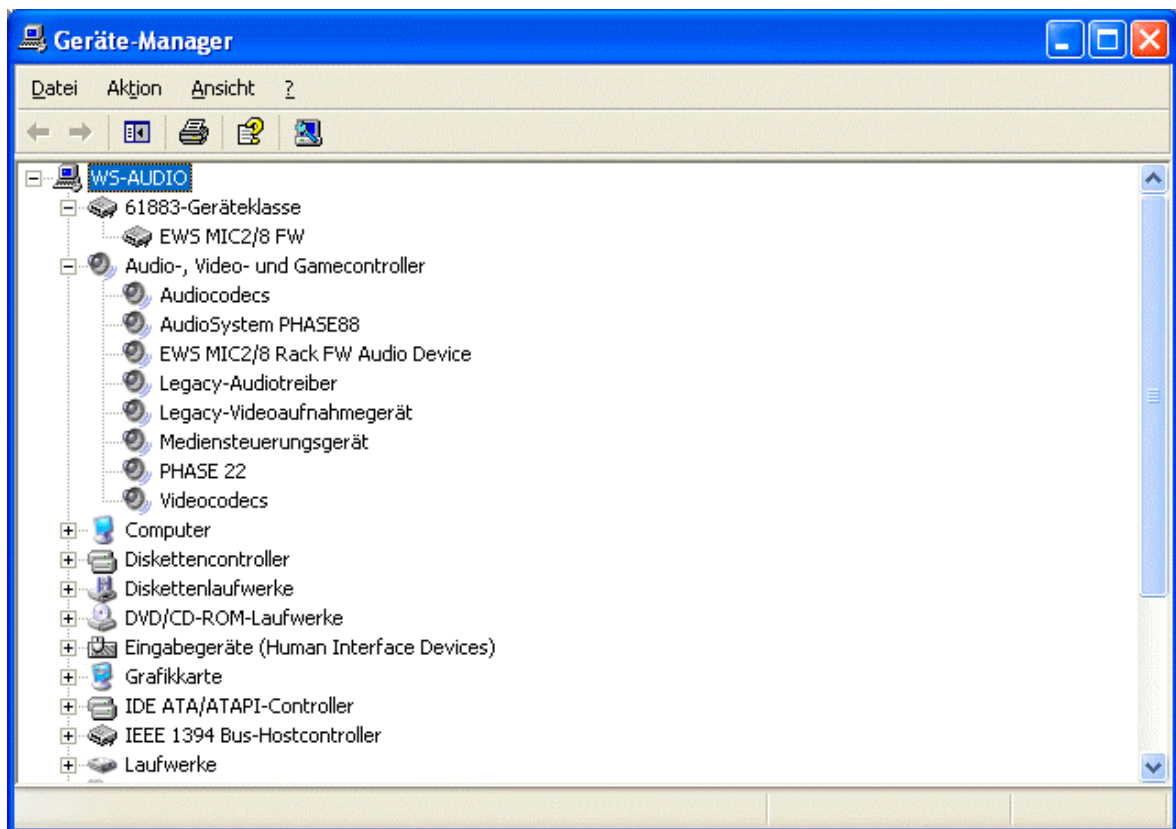 Geräte-Manager
Datei Aktion Ansicht ?
WS-AUDIO
61883-Geräteklasse
EWS MIC2/8 FW
Audio-, Video- und Gamecontroller
Audiocodecs
AudioSystem PHASE88
EWS MIC2/8 Rack FW Audio Device
Legacy-Audiotreiber
Legacy-Videoaufnahmegerät
Mediensteuerungsgerät
PHASE 22
Videocodecs
Computer
Diskettencontroller
Diskettenlaufwerke
DVD/CD-ROM-Laufwerke
Eingabegeräte (Human Interface Devices)
Grafikkarte
IDE ATA/ATAPI-Controller
IEEE 1394 Bus-Hostcontroller
Laufwerke